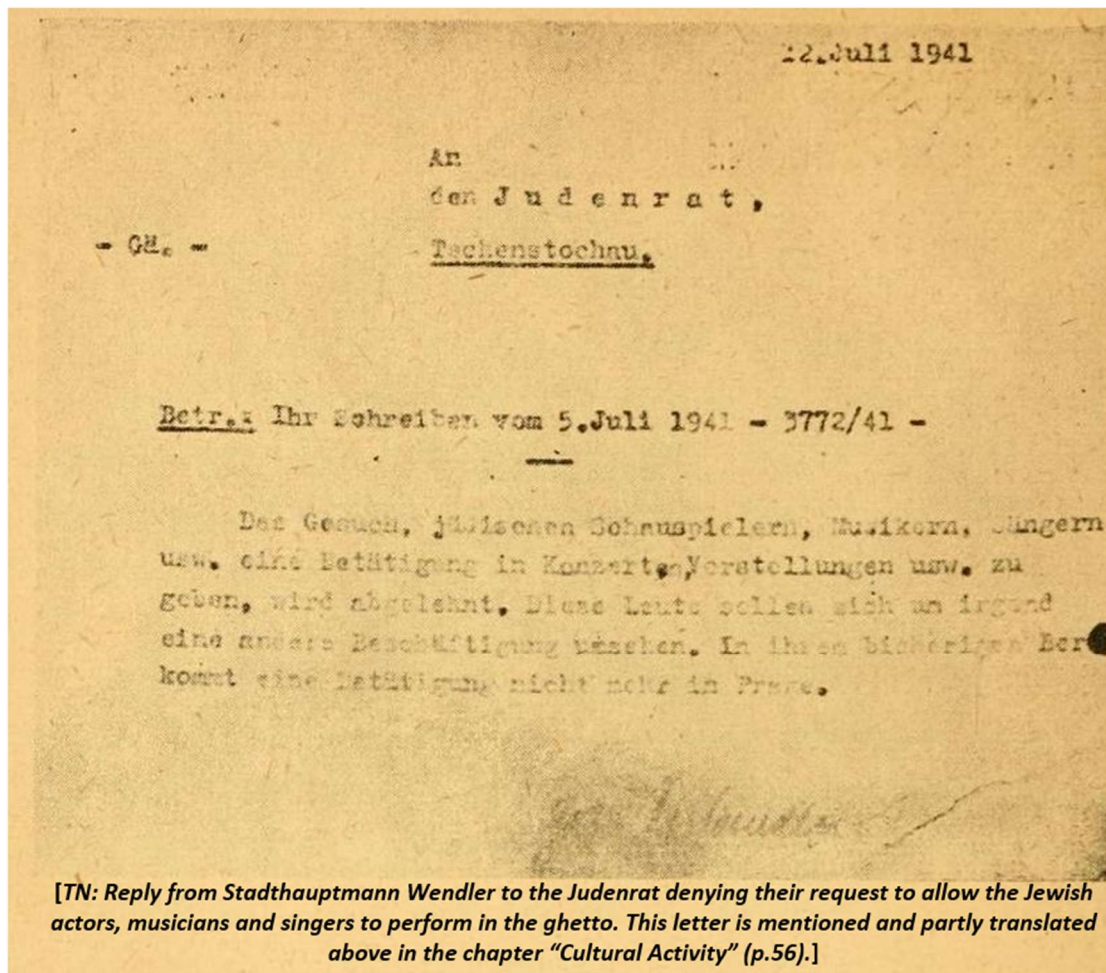 Juli 1941
An
den J u d e n r a t ,
- Gä. -
Tschenstochau.
Betr.: Ihr Schreiben vom 5.Juli 1941 - 3772/41 -
Das Gesuch, jüdischen Schauspielern, Musikern, Sängern
usw. eine Betätigung in Konzerten, Vorstellungen usw. zu
geben, wird abgelehnt. Diese Leute sollen sich um irgend
eine andere Beschäftigung umsehen. In ihrem bisherigen Ber
kommt eine Betätigung nicht mehr in Frage.
[TN: Reply from Stadthauptmann Wendler to the Judenrat denying their request to allow the Jewish
actors, musicians and singers to perform in the ghetto. This letter is mentioned and partly translated
above in the chapter “Cultural Activity” (p.56).]